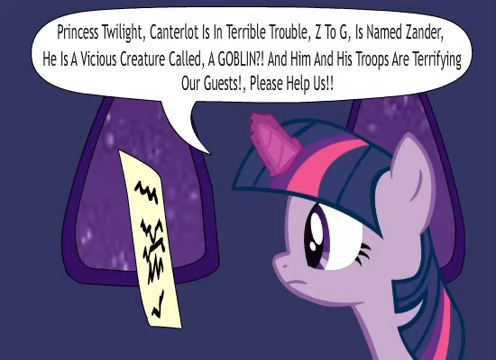 Princess Twilight, Canterlot Is In Terrible Trouble, Z To G, Is Named Zander,
He Is A Vicious Creature Called, A GOBLIN?! And Him And His Troops Are Terrifying
Our Guests!, Please Help Us!!